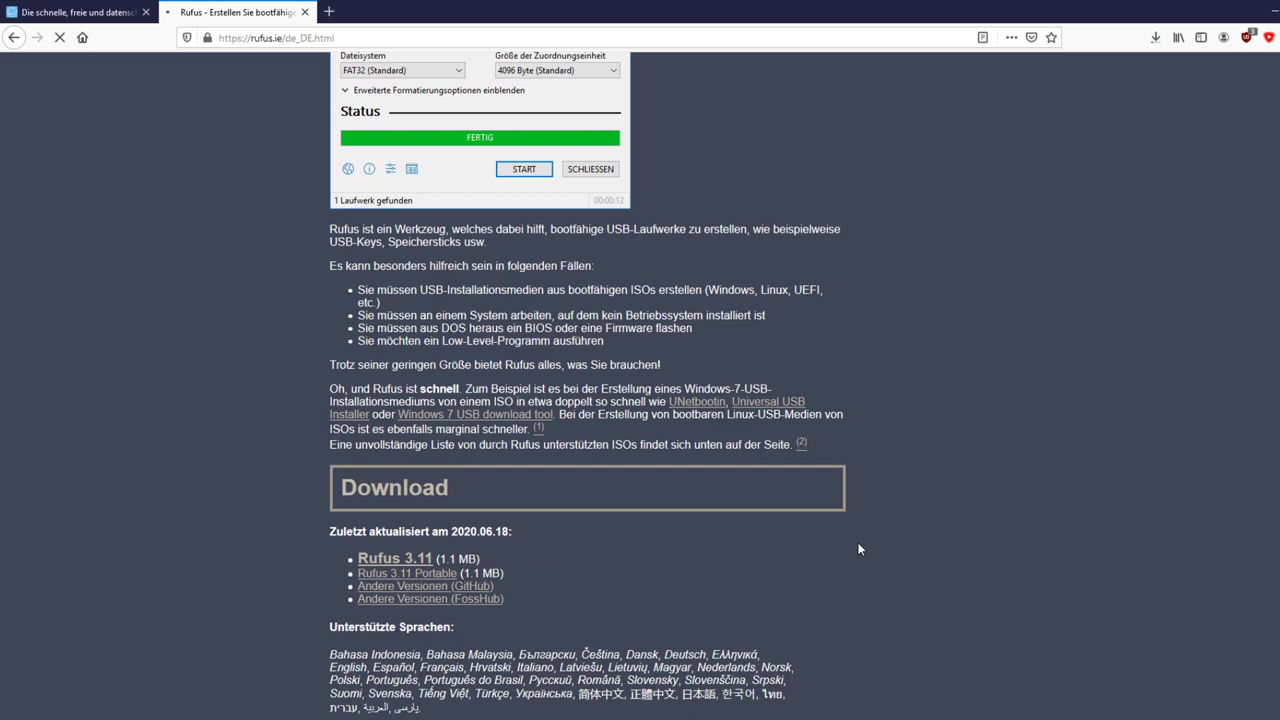 Die schnelle, freie und datensch
Rufus - Erstellen Sie bootfähige
https://rufus.ie/de_DE.html
3
Dateisystem
Größe der Zuordnungseinheit
FAT32 (Standard)
4096 Byte (Standard)
Erweiterte Formatierungsoptionen einblenden
Status
FERTIG
START
SCHLIESSEN
1 Laufwerk gefunden
00:00:12
Rufus ist ein Werkzeug, welches dabei hilft, bootfähige USB-Laufwerke zu erstellen, wie beispielweise
USB-Keys, Speichersticks usw.
Es kann besonders hilfreich sein in folgenden Fällen:
Sie müssen USB-Installationsmedien aus bootfähigen ISOs erstellen (Windows, Linux, UEFI,
etc.)
Sie müssen an einem System arbeiten, auf dem kein Betriebssystem installiert ist
Sie müssen aus DOS heraus ein BIOS oder eine Firmware flashen
Sie möchten ein Low-Level-Programm ausführen
Trotz seiner geringen Größe bietet Rufus alles, was Sie brauchen!
Oh, und Rufus ist schnell. Zum Beispiel ist es bei der Erstellung eines Windows-7-USB-
Installationsmediums von einem ISO in etwa doppelt so schnell wie UNetbootin, Universal USB
Installer oder Windows 7 USB download tool. Bei der Erstellung von bootbaren Linux-USB-Medien von
ISOs ist es ebenfalls marginal schneller. (1)
Eine unvollständige Liste von durch Rufus unterstützten ISOs findet sich unten auf der Seite. (2)
Download
Zuletzt aktualisiert am 2020.06.18:
Rufus 3.11 (1.1 MB)
Rufus 3.11 Portable (1.1 MB)
Andere Versionen (GitHub)
Andere Versionen (FossHub)
Unterstützte Sprachen:
Bahasa Indonesia, Bahasa Malaysia, Български, Čeština, Dansk, Deutsch, Ελληνικά,
English, Español, Français, Hrvatski, Italiano, Latviešu, Lietuvių, Magyar, Nederlands, Norsk,
Polski, Português, Português do Brasil, Русский, Română, Slovensky, Slovenščina, Srpski,
Suomi, Svenska, Tiếng Việt, Türkçe, Українська, 简体中文, 正體中文, 日本語, 한국어, ไทย,
עברית, العربية, پارسی.